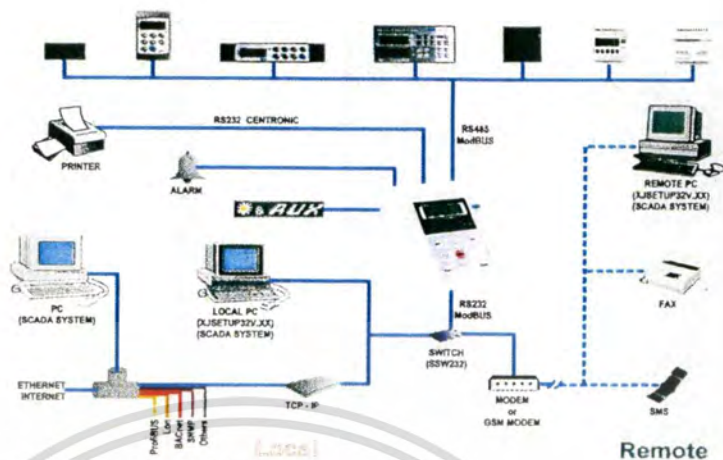 RS232 CENTRONIC
RS485
ModBUS
PRINTER
ALARM
& AUX
REMOTE PC
(XJSETUP32V.XX)
(SCADA SYSTEM)
PC
(SCADA SYSTEM)
LOCAL PC
(XJSETUP32V.XX)
(SCADA SYSTEM)
RS232
ModBUS
FAX
SWITCH
(SSW232)
ETHERNET
INTERNET
TCP - IP
MODEM
or
GSM MODEM
SMS
ProfiBUS
Lon
BACnet
SNMP
Others
Local
Remote